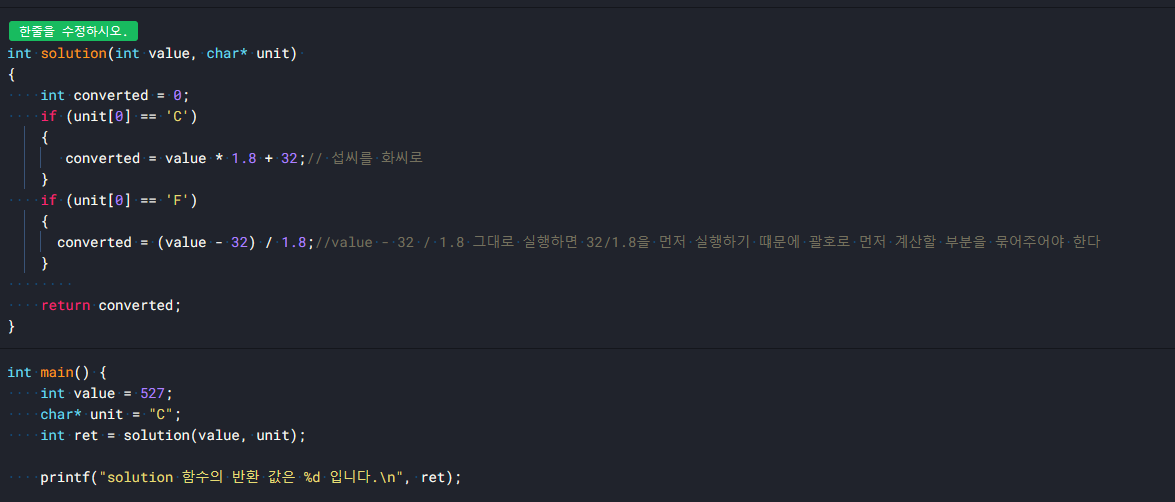 한줄을 수정하시오.
int solution(int value, char* unit)
{
    int converted = 0;
    if (unit[0] == 'C')
    {
       converted = value * 1.8 + 32;// 섭씨를 화씨로
    }
    if (unit[0] == 'F')
    {
      converted = (value - 32) / 1.8;//value - 32 / 1.8 그대로 실행하면 32/1.8을 먼저 실행하기 때문에 괄호로 먼저 계산할 부분을 묶어주어야 한다
    }
    return converted;
}
int main() {
    int value = 527;
    char* unit = "C";
    int ret = solution(value, unit);
    printf("solution 함수의 반환 값은 %d 입니다.\n", ret);